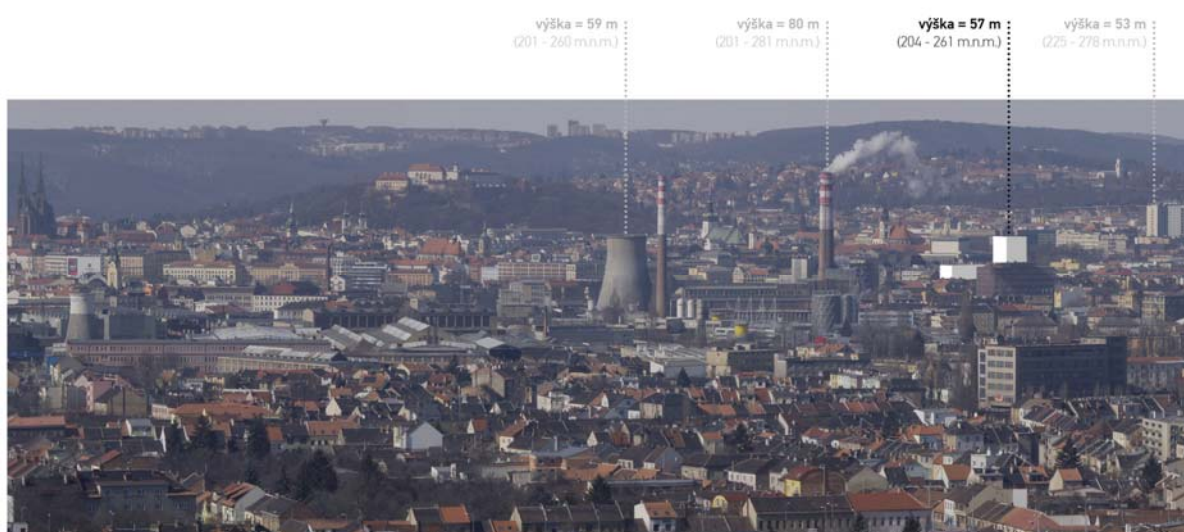 výška = 59 m
(201 - 260 m.n.m.)
výška = 80 m
(201 - 281 m.n.m.)
výška = 57 m
(204 - 261 m.n.m.)
výška = 53 m
(225 - 278 m.n.m.)